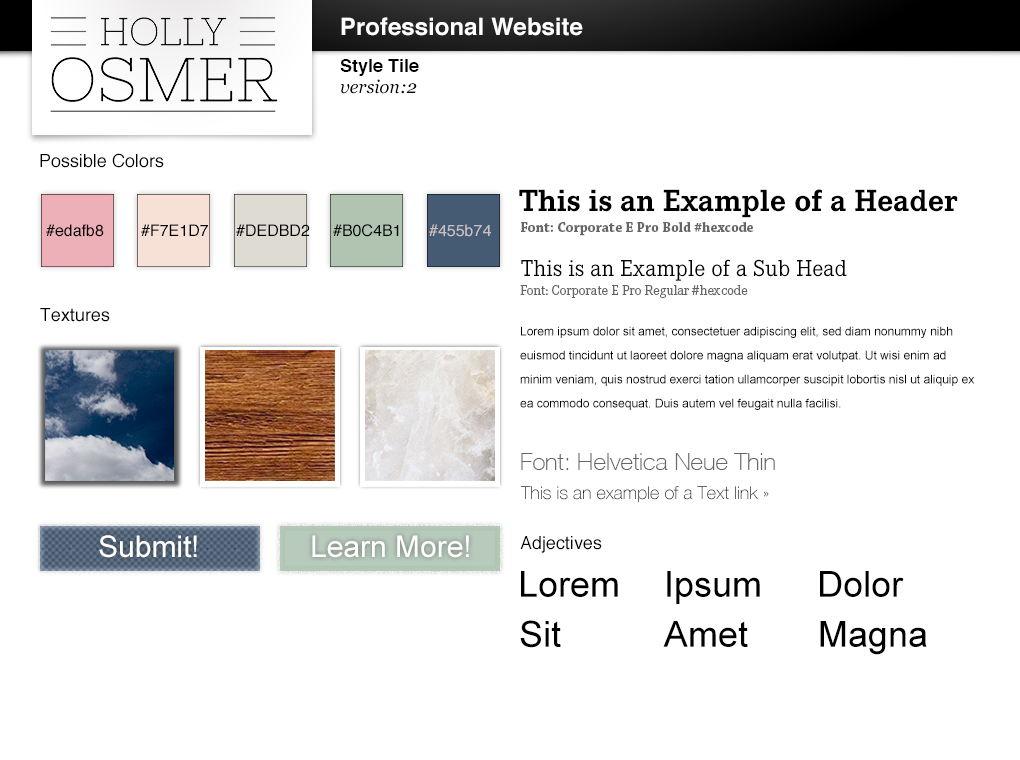 HOLLY
OSMER
Professional Website
Style Tile
version:2
Possible Colors
#edafb8
#F7E1D7
#DEDBD2
#B0C4B1
#455b74
Textures
Submit!
Learn More!
This is an Example of a Header
Font: Corporate E Pro Bold #hexcode
This is an Example of a Sub Head
Font: Corporate E Pro Regular #hexcode
Lorem ipsum dolor sit amet, consectetuer adipiscing elit, sed diam nonummy nibh
euismod tincidunt ut laoreet dolore magna aliquam erat volutpat. Ut wisi enim ad
minim veniam, quis nostrud exerci tation ullamcorper suscipit lobortis nisl ut aliquip ex
ea commodo consequat. Duis autem vel feugait nulla facilisi.
Font: Helvetica Neue Thin
This is an example of a Text link »
Adjectives
Lorem Ipsum Dolor
Sit Amet Magna